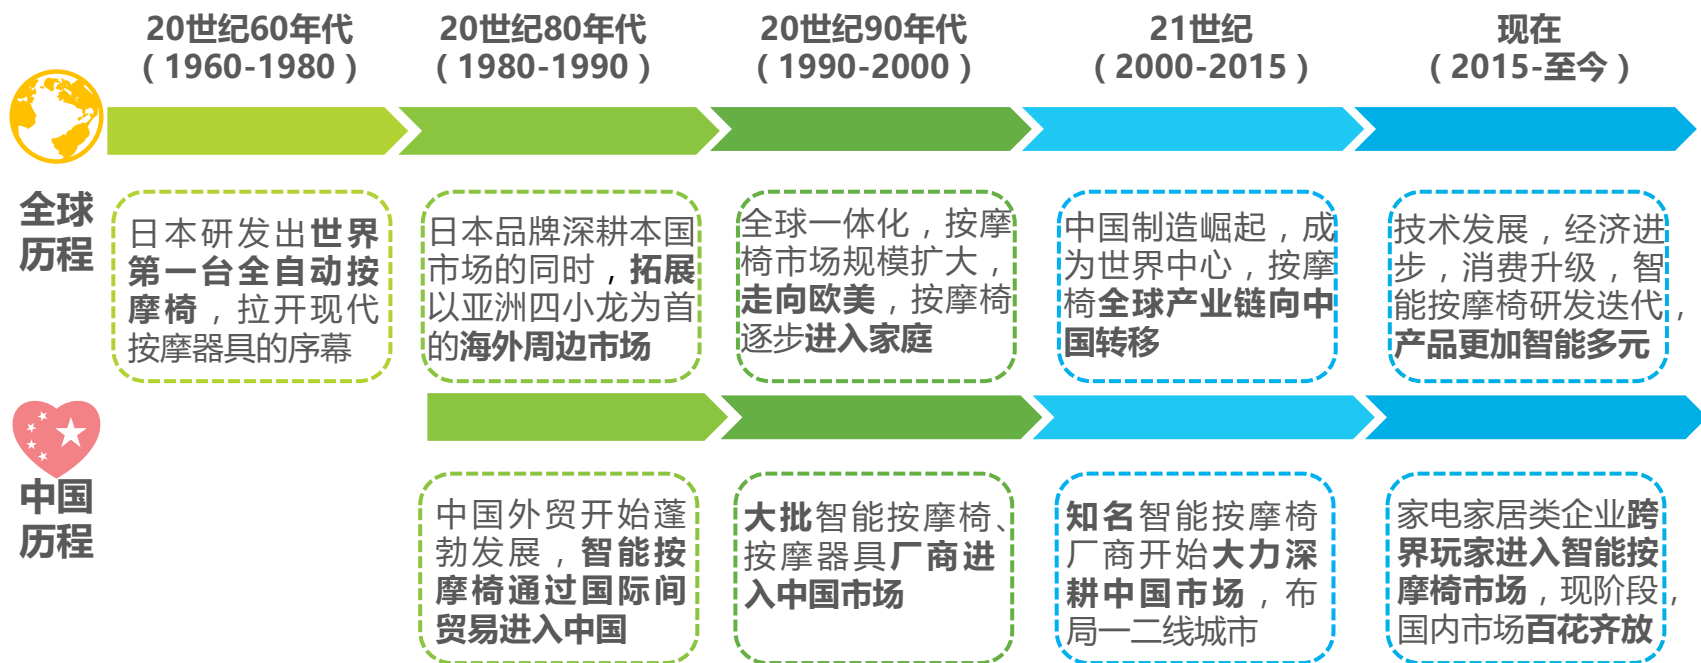 20世纪60年代
（1960-1980）
20世纪80年代
（1980-1990）
20世纪90年代
（1990-2000）
21世纪
（2000-2015）
现在
（2015-至今）
全球
历程
日本研发出世界
第一台全自动按
摩椅，拉开现代
按摩器具的序幕
日本品牌深耕本国
市场的同时，拓展
以亚洲四小龙为首
的海外周边市场
全球一体化，按摩
椅市场规模扩大，
走向欧美，按摩椅
逐步进入家庭
中国制造崛起，成
为世界中心，按摩
椅全球产业链向中
国转移
技术发展，经济进
步，消费升级，智
能按摩椅研发迭代，
产品更加智能多元
中国
历程
中国外贸开始蓬
勃发展，智能按
摩椅通过国际间
贸易进入中国
大批智能按摩椅、
按摩器具厂商进
入中国市场
知名智能按摩椅
厂商开始大力深
耕中国市场，布
局一二线城市
家电家居类企业跨
界玩家进入智能按
摩椅市场，现阶段，
国内市场百花齐放